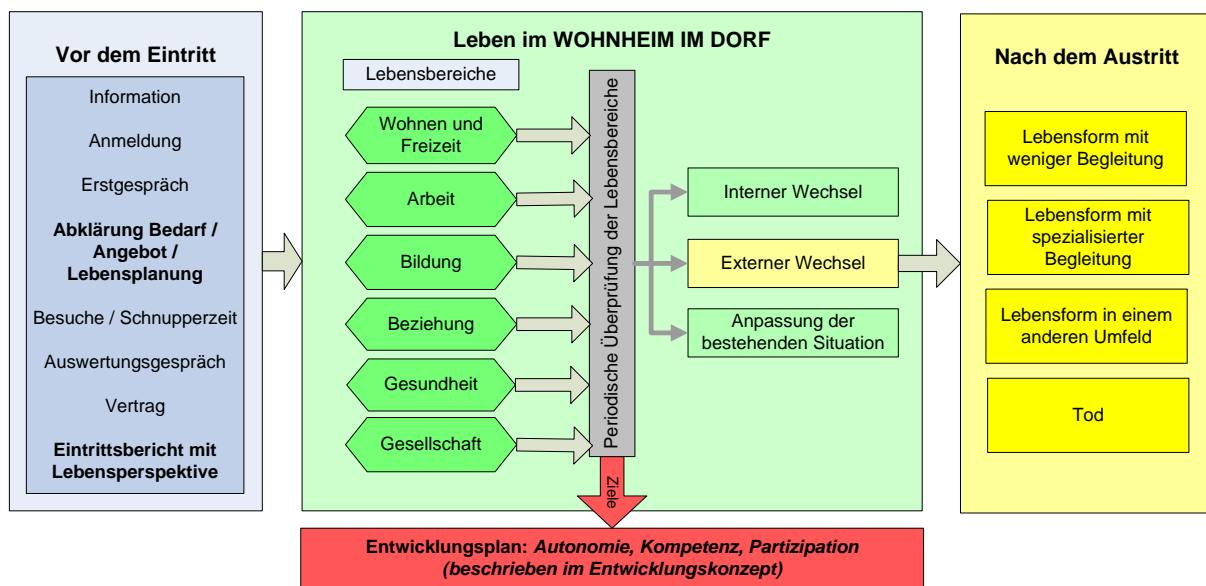 Vor dem Eintritt
Information
Anmeldung
Erstgespräch
Abklärung Bedarf /
Angebot /
Lebensplanung
Besuche / Schnupperzeit
Auswertungsgespräch
Vertrag
Eintrittsbericht mit
Lebensperspektive
Leben im WOHNHEIM IM DORF
Lebensbereiche
Wohnen und
Freizeit
Arbeit
Bildung
Beziehung
Gesundheit
Gesellschaft
Periodische Überprüfung der Lebensbereiche
Interner Wechsel
Externer Wechsel
Anpassung der
bestehenden Situation
Ziele
Entwicklungsplan: Autonomie, Kompetenz, Partizipation
(beschrieben im Entwicklungskonzept)
Nach dem Austritt
Lebensform mit
weniger Begleitung
Lebensform mit
spezialisierter
Begleitung
Lebensform in einem
anderen Umfeld
Tod